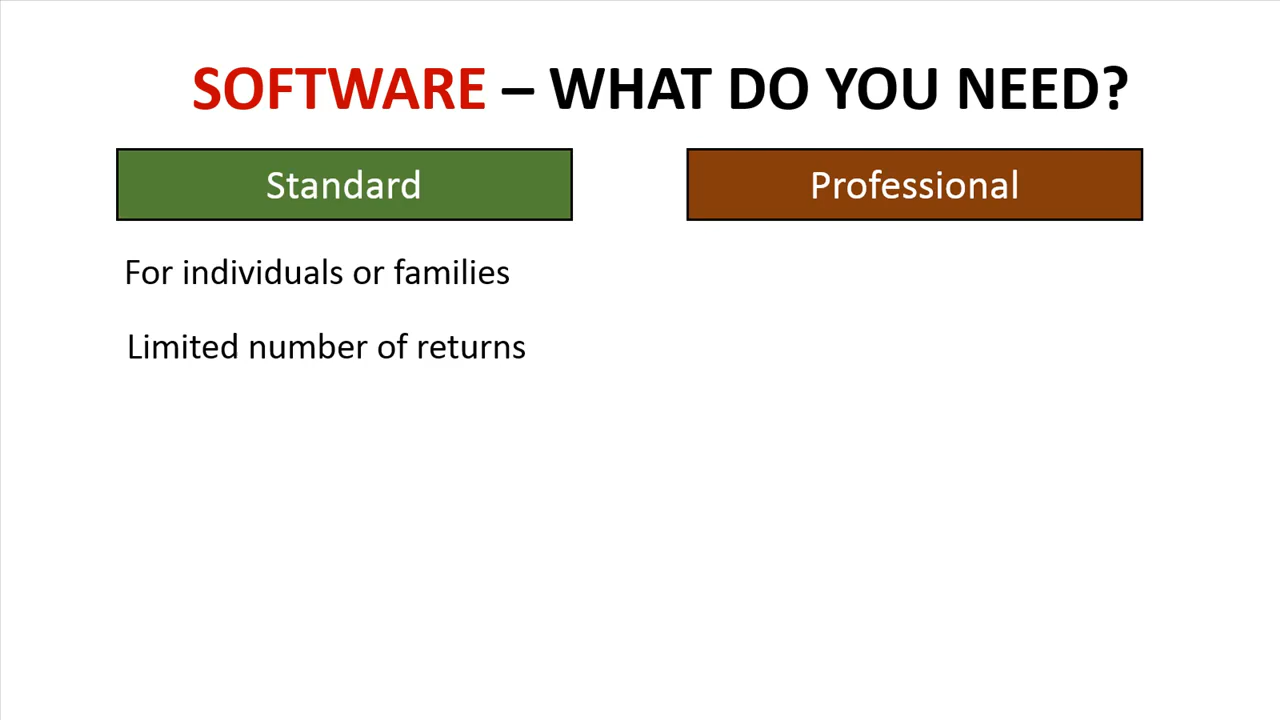 SOFTWARE – WHAT DO YOU NEED?
Standard
Professional
For individuals or families
Limited number of returns